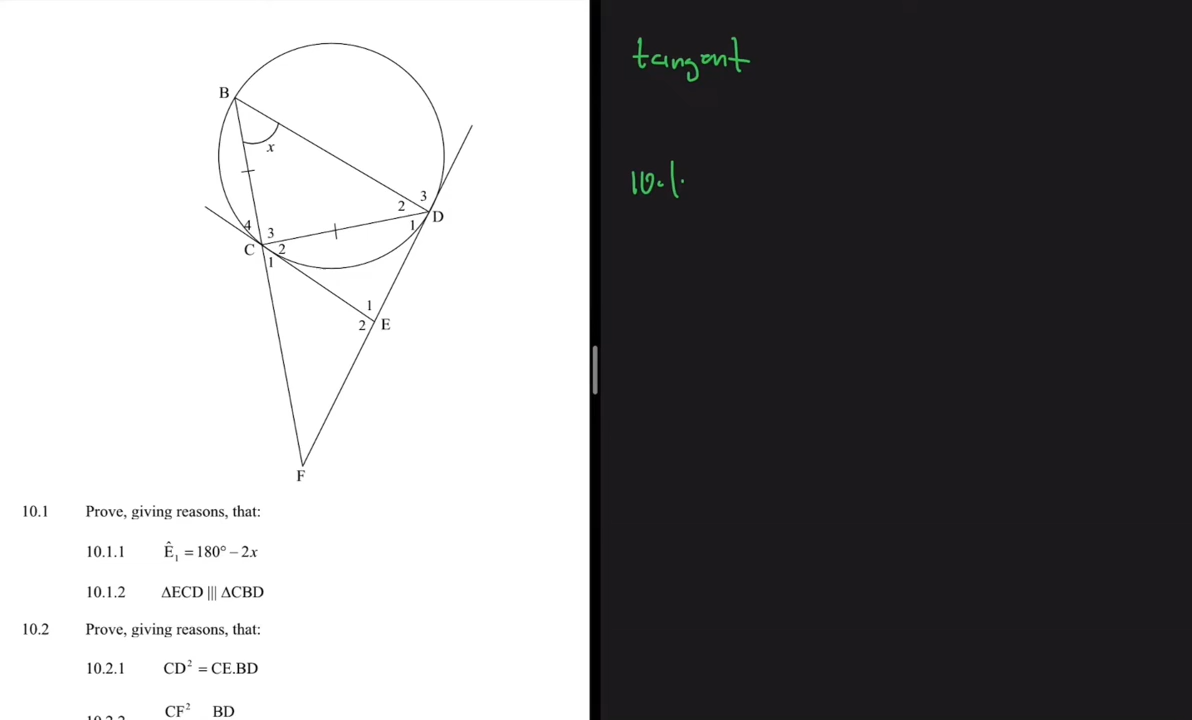 tangent
B
x
3
2
D
1
4
3
C
2
1
1
2
E
F
10.1 Prove, giving reasons, that:
10.1.1 Ê₁ = 180° – 2x
10.1.2 ΔECD ||| ΔCBD
10.2 Prove, giving reasons, that:
10.2.1 CD² = CE.BD
CF² BD
10.1.